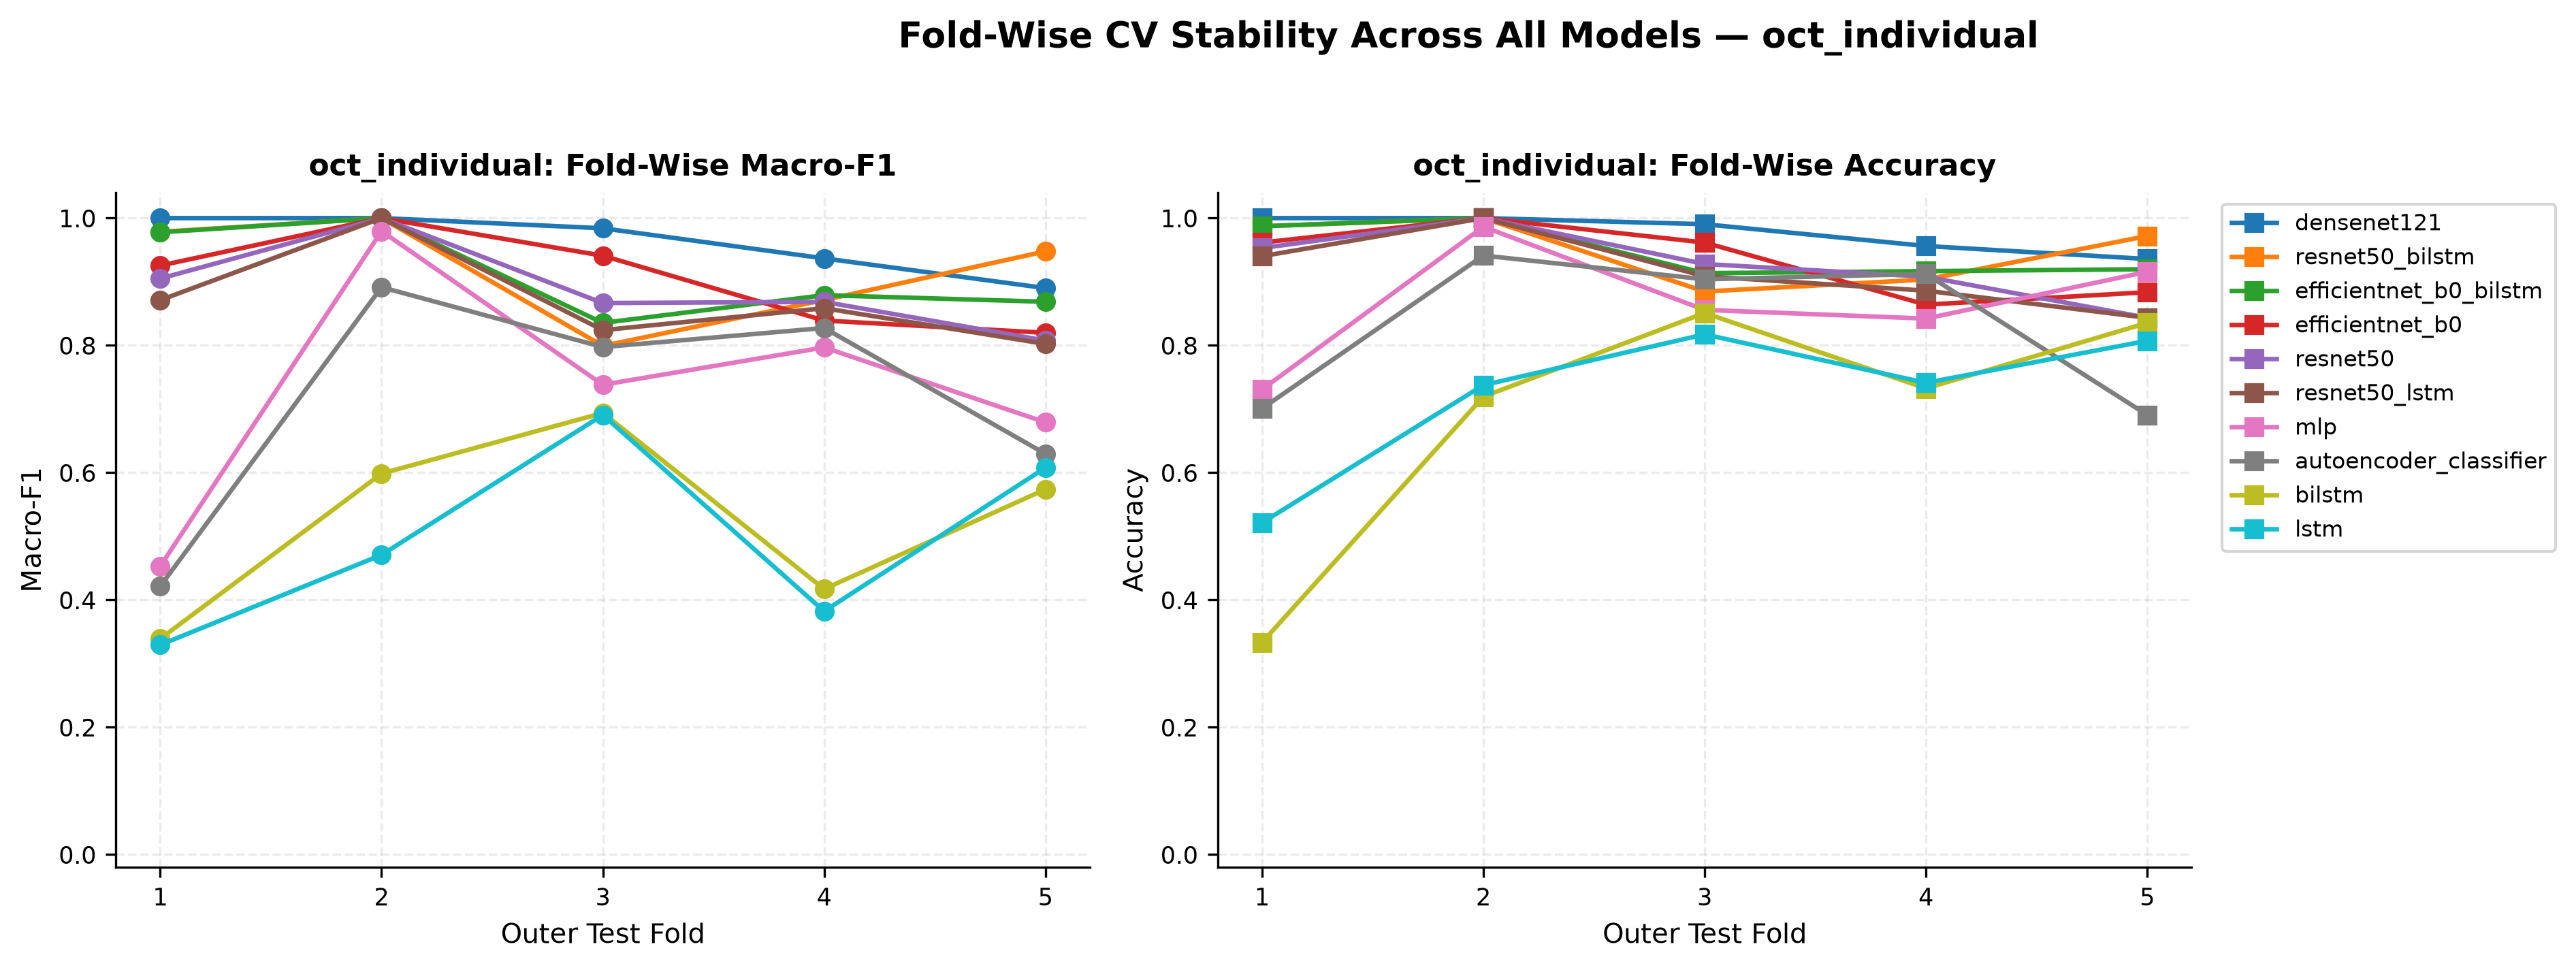 Fold-Wise CV Stability Across All Models — oct_individual
oct_individual: Fold-Wise Macro-F1
Macro-F1
1.0
0.8
0.6
0.4
0.2
0.0
1 2 3 4 5
Outer Test Fold
oct_individual: Fold-Wise Accuracy
Accuracy
1.0
0.8
0.6
0.4
0.2
0.0
1 2 3 4 5
Outer Test Fold
densenet121
resnet50_bilstm
efficientnet_b0_bilstm
efficientnet_b0
resnet50
resnet50_lstm
mlp
autoencoder_classifier
bilstm
lstm